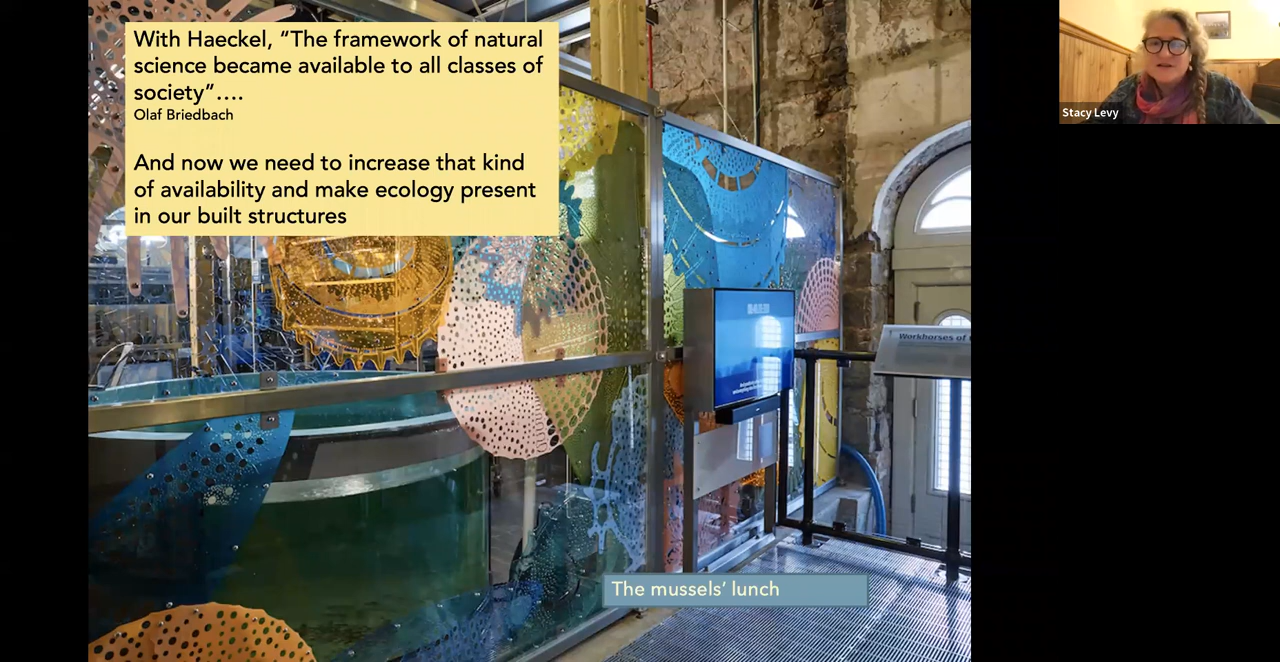 With Haeckel, “The framework of natural
science became available to all classes of
society”….
Olaf Briedbach
And now we need to increase that kind
of availability and make ecology present
in our built structures
Stacy Levy
Workhorses of
The mussels’ lunch